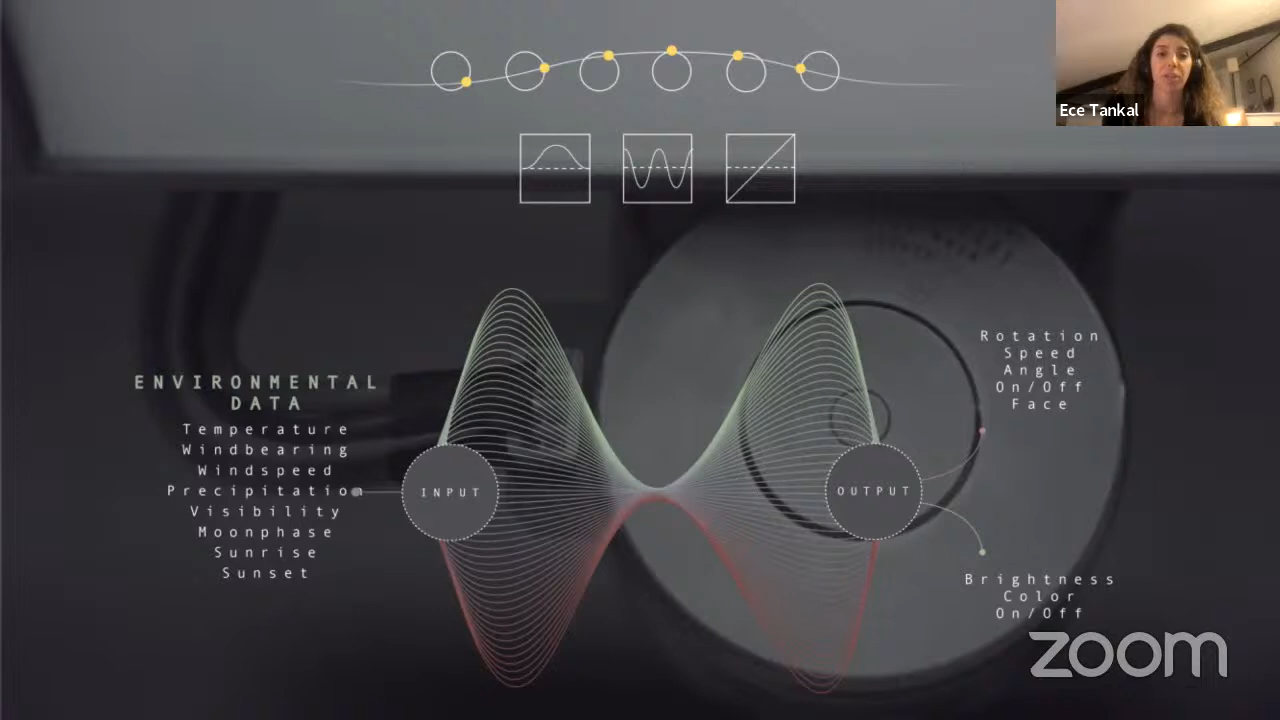 Ece Tankal
ENVIRONMENTAL
DATA
Temperature
Windbearing
Windspeed
Precipitation
Visibility
Moonphase
Sunrise
Sunset
INPUT
OUTPUT
Rotation
Speed
Angle
On/Off
Face
Brightness
Color
On/Off
zoom